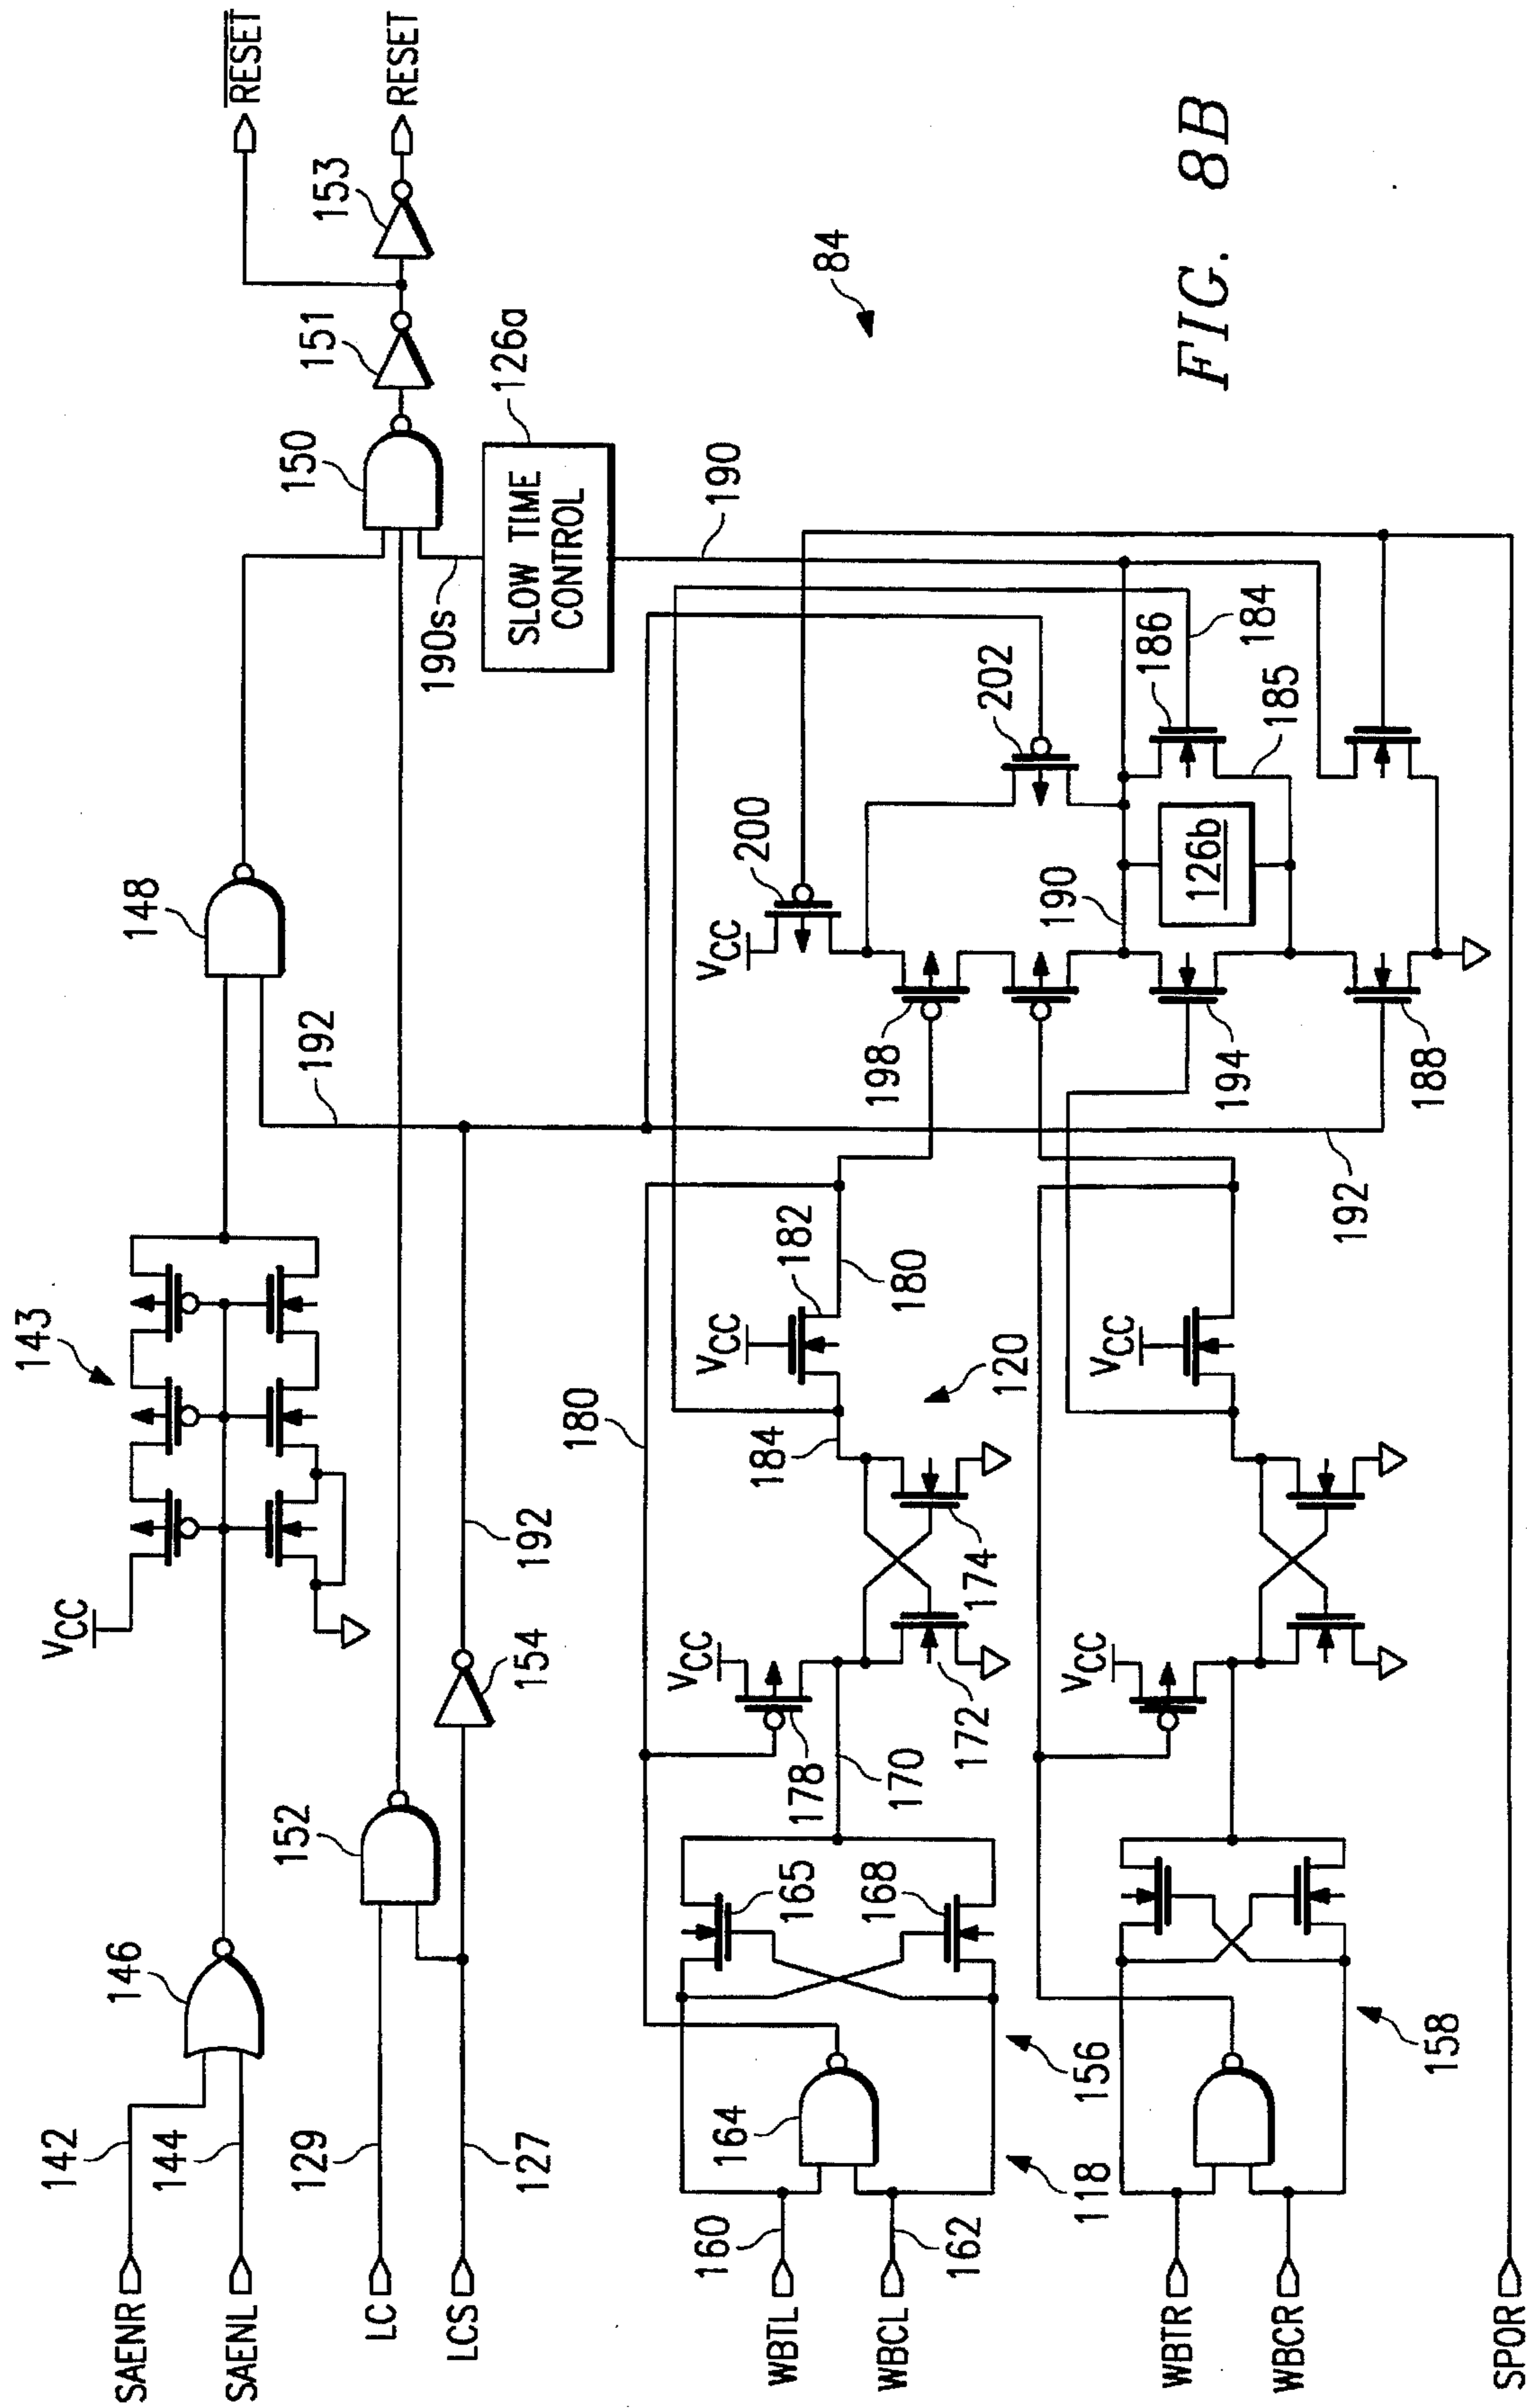 SAENR
SAENL
142
144
146
VCC
143
148
192
LC
LCS
129
127
152
154
192
150
151
153
RESET
RESET
190s
SLOW TIME
CONTROL
126a
190
84
WBTL
WBCL
160
162
164
118
156
165
168
180
VCC
178
170
172
174
184
VCC
182
180
120
198
VCC
200
202
190
126b
186
184
185
194
188
192
WBTR
WBCR
158
VCC
VCC
SPOR
FIG. 8B